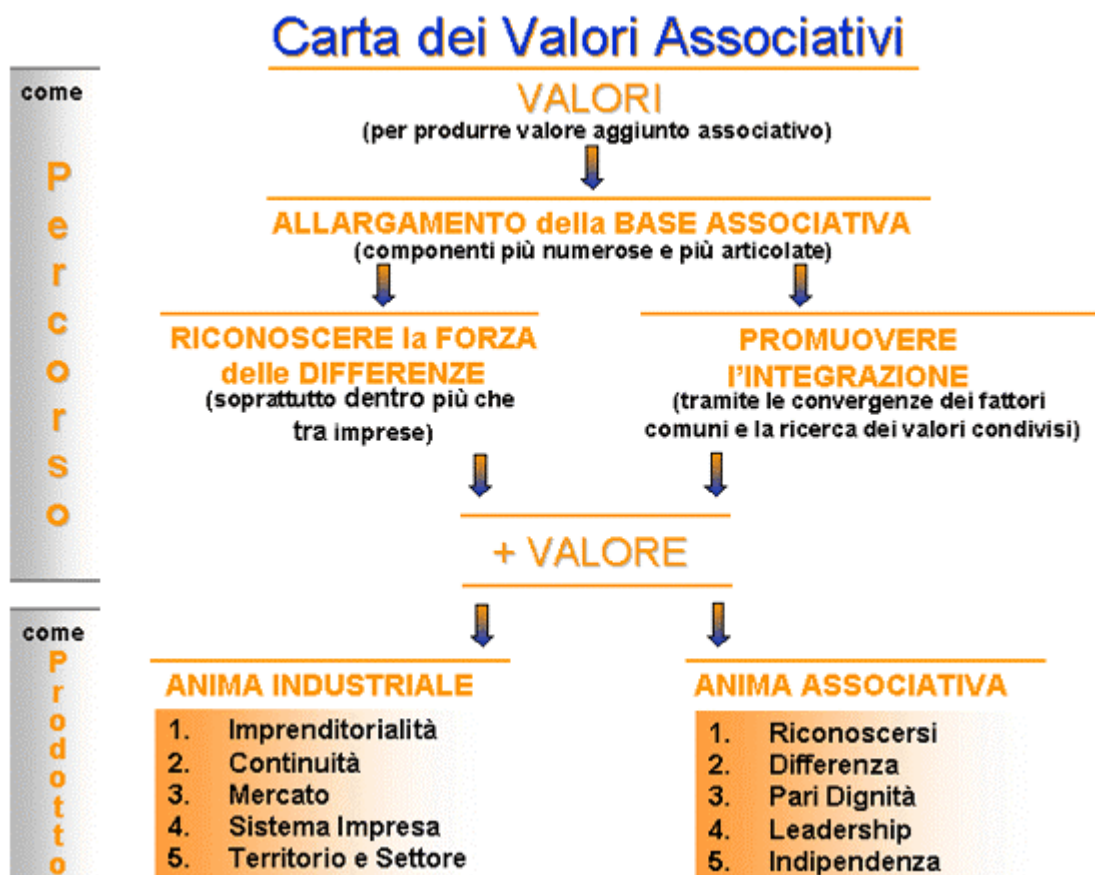 Carta dei Valori Associativi
come
Percorso
VALORI
(per produrre valore aggiunto associativo)
ALLARGAMENTO della BASE ASSOCIATIVA
(componenti più numerose e più articolate)
RICONOSCERE la FORZA
delle DIFFERENZE
(soprattutto dentro più che
tra imprese)
PROMUOVERE
l'INTEGRAZIONE
(tramite le convergenze dei fattori
comuni e la ricerca dei valori condivisi)
+ VALORE
come
Prodotto
ANIMA INDUSTRIALE
1. Imprenditorialità
2. Continuità
3. Mercato
4. Sistema Impresa
5. Territorio e Settore
ANIMA ASSOCIATIVA
1. Riconoscersi
2. Differenza
3. Pari Dignità
4. Leadership
5. Indipendenza